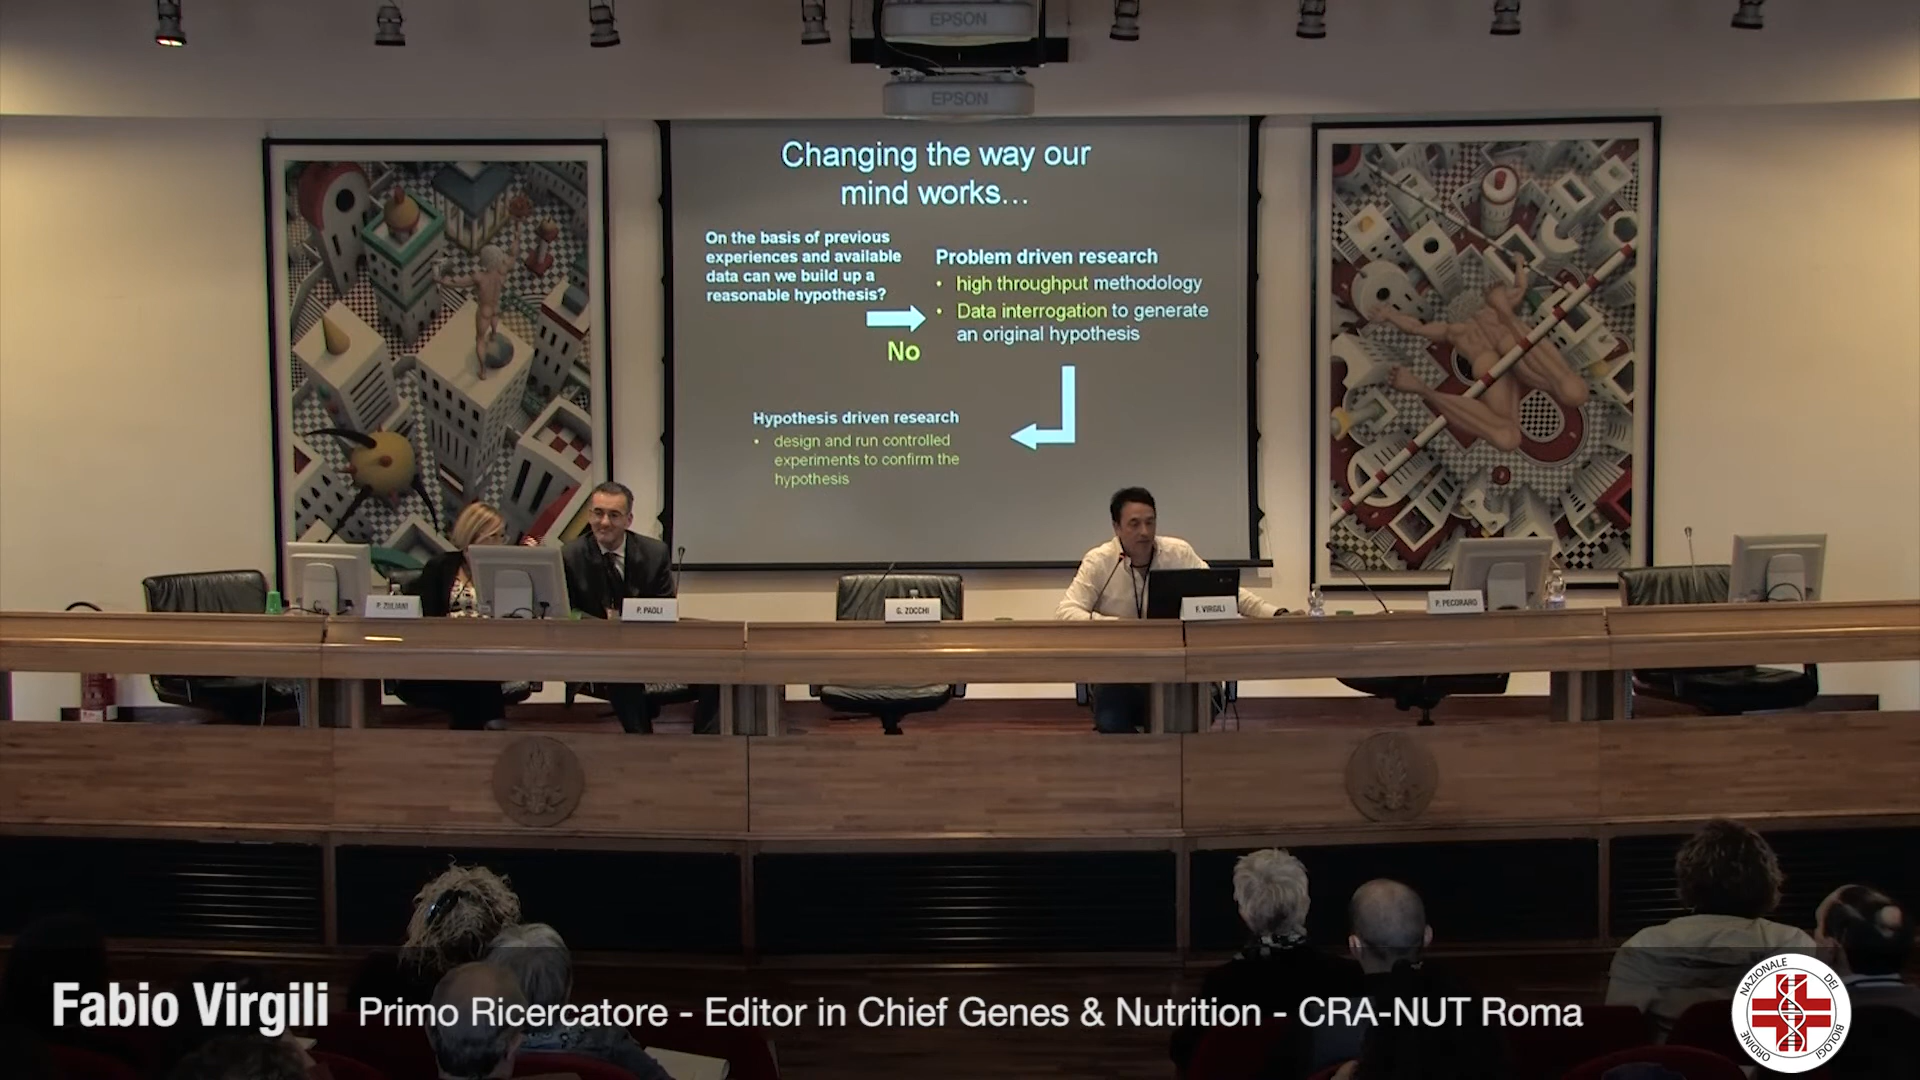 EPSON
EPSON
Changing the way our
mind works...
On the basis of previous
experiences and available
data can we build up a
reasonable hypothesis?
No
Problem driven research
• high throughput methodology
• Data interrogation to generate
an original hypothesis
Hypothesis driven research
• design and run controlled
experiments to confirm the
hypothesis
P. ZULIANI
P. PAOLI
G. ZOCCHI
F. VIRGILI
P. PECORARO
Fabio Virgili Primo Ricercatore - Editor in Chief Genes & Nutrition - CRA-NUT Roma
ORDINE NAZIONALE DEI BIOLOGI